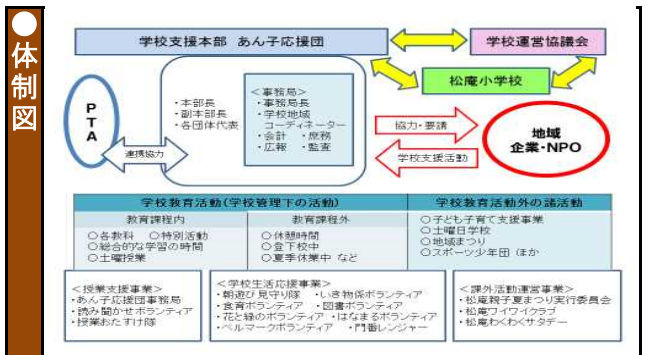 ●体制図
学校支援本部 あん子応援団
学校運営協議会
松庵小学校
PTA
連携協力
・本部長
・副本部長
・各団体代表
<事務局>
・事務局長
・学校地域
コーディネーター
・会計 ・庶務
・広報 ・監査
協力・要請
学校支援活動
地域
企業・NPO
学校教育活動(学校管理下の活動)
学校教育活動外の諸活動
教育課程内
教育課程外
○各教科 ○特別活動
○総合的な学習の時間
○土曜授業
○休憩時間
○登下校中
○夏季休業中 など
○子ども子育て支援事業
○土曜日学校
○地域まつり
○スポーツ少年団 ほか
<授業支援事業>
・あん子応援団事務局
・読み聞かせボランティア
・授業おたすけ隊
<学校生活応援事業>
・朝遊び見守り隊 ・いき物係ボランティア
・食育ボランティア ・図書ボランティア
・花と緑のボランティア ・はなまるボランティア
・ベルマークボランティア ・門番レンジャー
<課外活動運営事業>
・松庵親子夏まつり実行委員会
・松庵ワイワイクラブ
・松庵わくわくサタデー